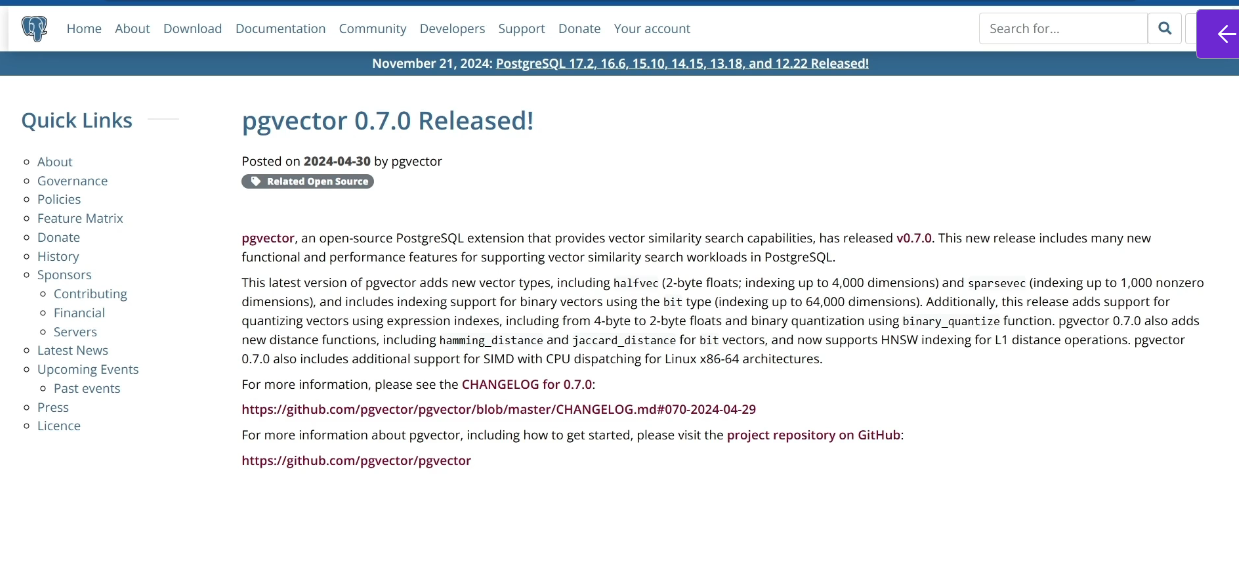 Home About Download Documentation Community Developers Support Donate Your account Search for...
November 21, 2024: PostgreSQL 17.2, 16.6, 15.10, 14.15, 13.18, and 12.22 Released!
Quick Links
About
Governance
Policies
Feature Matrix
Donate
History
Sponsors
Contributing
Financial
Servers
Latest News
Upcoming Events
Past events
Press
Licence
pgvector 0.7.0 Released!
Posted on 2024-04-30 by pgvector
Related Open Source
pgvector, an open-source PostgreSQL extension that provides vector similarity search capabilities, has released v0.7.0. This new release includes many new
functional and performance features for supporting vector similarity search workloads in PostgreSQL.
This latest version of pgvector adds new vector types, including halfvec (2-byte floats; indexing up to 4,000 dimensions) and sparsevec (indexing up to 1,000 nonzero
dimensions), and includes indexing support for binary vectors using the bit type (indexing up to 64,000 dimensions). Additionally, this release adds support for
quantizing vectors using expression indexes, including from 4-byte to 2-byte floats and binary quantization using binary_quantize function. pgvector 0.7.0 also adds
new distance functions, including hamming_distance and jaccard_distance for bit vectors, and now supports HNSW indexing for L1 distance operations. pgvector
0.7.0 also includes additional support for SIMD with CPU dispatching for Linux x86-64 architectures.
For more information, please see the CHANGELOG for 0.7.0:
https://github.com/pgvector/pgvector/blob/master/CHANGELOG.md#070-2024-04-29
For more information about pgvector, including how to get started, please visit the project repository on GitHub:
https://github.com/pgvector/pgvector